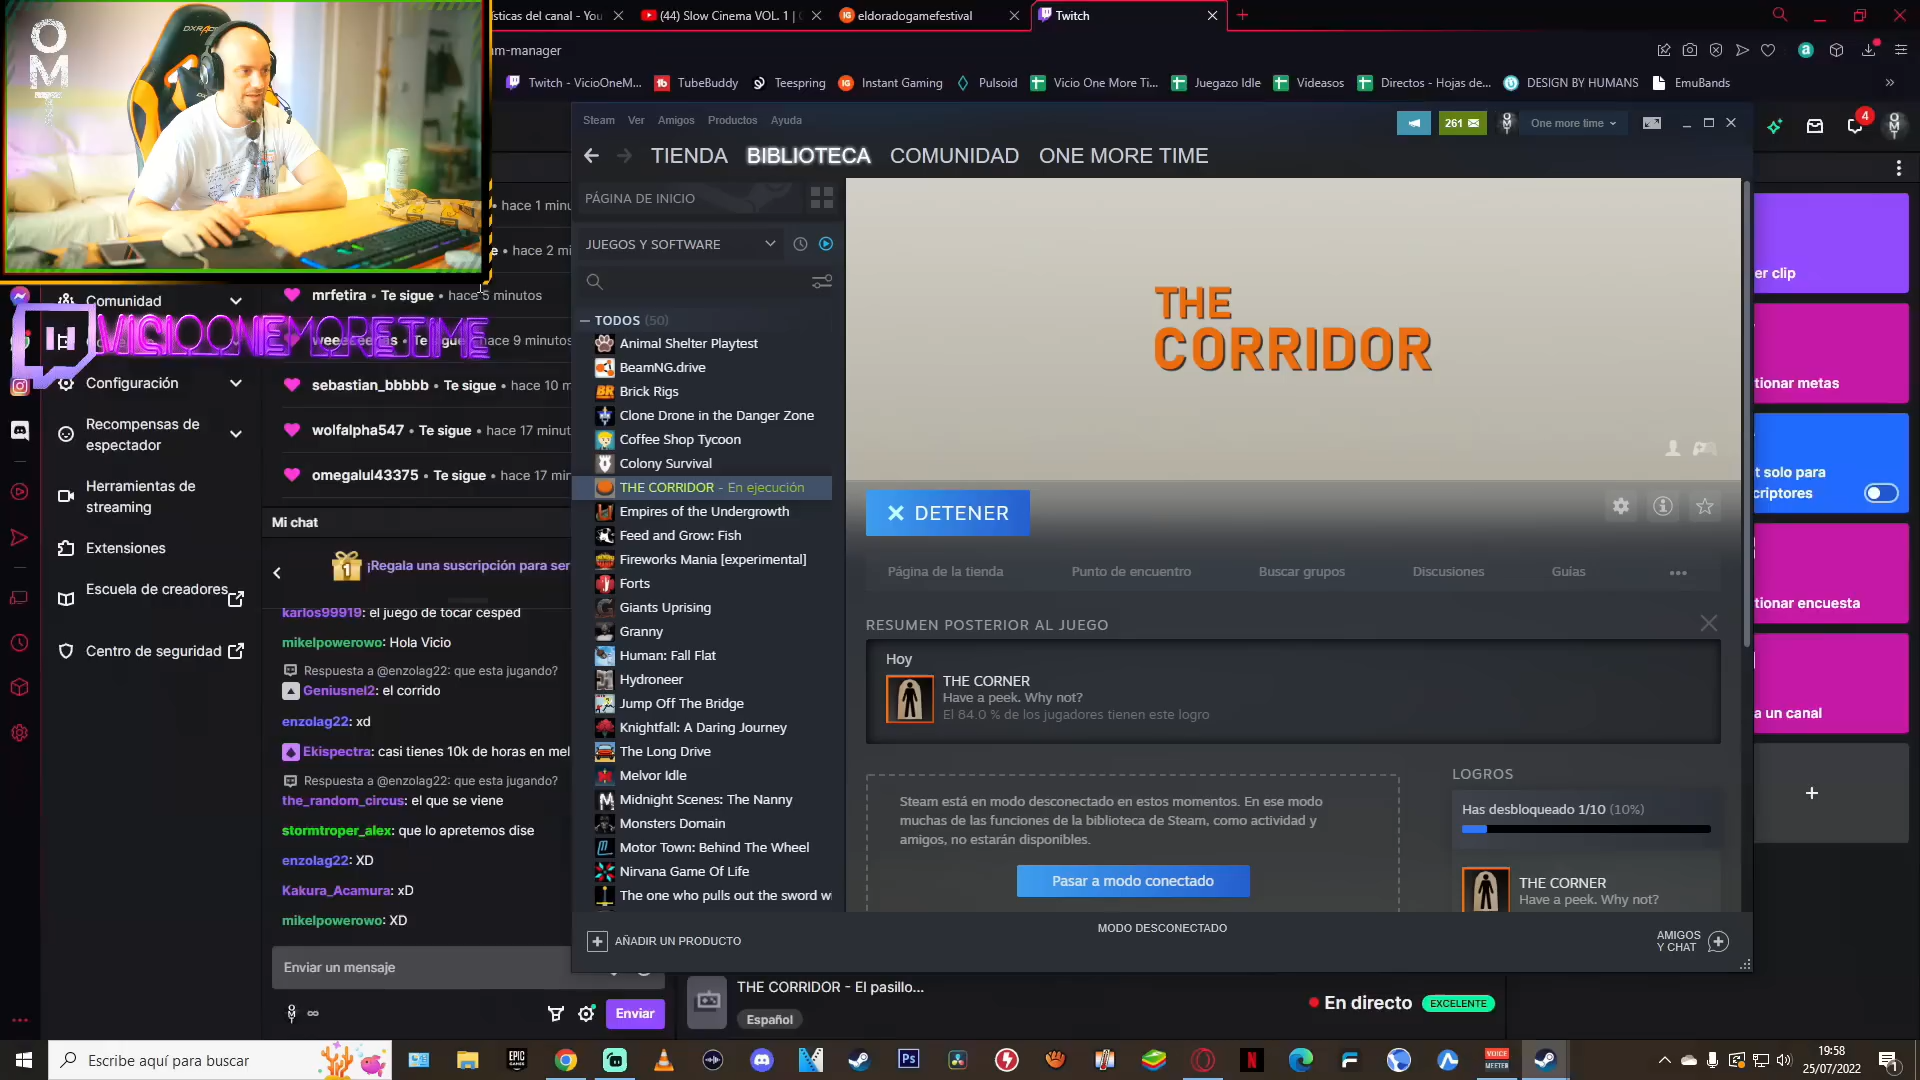 OM
ísticas del canal - You
(44) Slow Cinema VOL. 1 | (
eldoradogamefestival
Twitch
am-manager
Twitch - VicioOneM...
TubeBuddy
Teespring
Instant Gaming
Pulsoid
Vicio One More Ti...
Juegazo Idle
Videasos
Directos - Hojas de...
DESIGN BY HUMANS
EmuBands
Steam
Ver
Amigos
Productos
Ayuda
261
One more time
4
TIENDA
BIBLIOTECA
COMUNIDAD
ONE MORE TIME
PÁGINA DE INICIO
JUEGOS Y SOFTWARE
TODOS (50)
Animal Shelter Playtest
BeamNG.drive
Brick Rigs
Clone Drone in the Danger Zone
Coffee Shop Tycoon
Colony Survival
THE CORRIDOR - En ejecución
Empires of the Undergrowth
Feed and Grow: Fish
Fireworks Mania [experimental]
Forts
Giants Uprising
Granny
Human: Fall Flat
Hydroneer
Jump Off The Bridge
Knightfall: A Daring Journey
The Long Drive
Melvor Idle
Midnight Scenes: The Nanny
Monsters Domain
Motor Town: Behind The Wheel
Nirvana Game Of Life
The one who pulls out the sword w
AÑADIR UN PRODUCTO
THE
CORRIDOR
DETENER
Página de la tienda
Punto de encuentro
Buscar grupos
Discusiones
Guías
RESUMEN POSTERIOR AL JUEGO
Hoy
THE CORNER
Have a peek. Why not?
El 84.0 % de los jugadores tienen este logro
Steam está en modo desconectado en estos momentos. En ese modo
muchas de las funciones de la biblioteca de Steam, como actividad y
amigos, no estarán disponibles.
Pasar a modo conectado
LOGROS
Has desbloqueado 1/10 (10%)
THE CORNER
Have a peek. Why not?
MODO DESCONECTADO
AMIGOS
Y CHAT
• hace 1 minu
e • hace 2 mi
mrfetira • Te sigue • hace 5 minutos
• hace 9 minutos
sebastian_bbbbb • Te sigue • hace 10 m
wolfalpha547 • Te sigue • hace 17 minut
omegalul43375 • Te sigue • hace 17 min
VICIOONEMORETIME
Comunidad
Configuración
Recompensas de
espectador
Herramientas de
streaming
Extensiones
Escuela de creadores
Centro de seguridad
Mi chat
¡Regala una suscripción para ser
karlos99919: el juego de tocar cesped
mikelpowerowo: Hola Vicio
Respuesta a @enzolag22: que esta jugando?
Geniusnel2: el corrido
enzolag22: xd
Ekispectra: casi tienes 10k de horas en mel
Respuesta a @enzolag22: que esta jugando?
the_random_circus: el que se viene
stormtroper_alex: que lo apretemos dise
enzolag22: XD
Kakura_Acamura: xD
mikelpowerowo: XD
Enviar un mensaje
∞
Enviar
THE CORRIDOR - El pasillo...
Español
En directo
EXCELENTE
er clip
tionar metas
t solo para
criptores
tionar encuesta
a un canal
Escribe aquí para buscar
19:58
25/07/2022
1